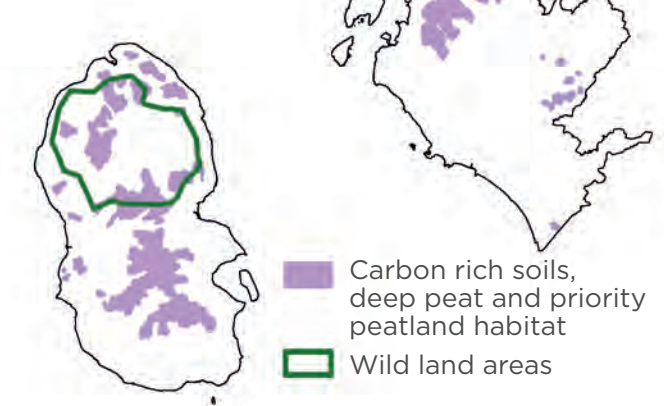 Carbon rich soils,
deep peat and priority
peatland habitat
Wild land areas